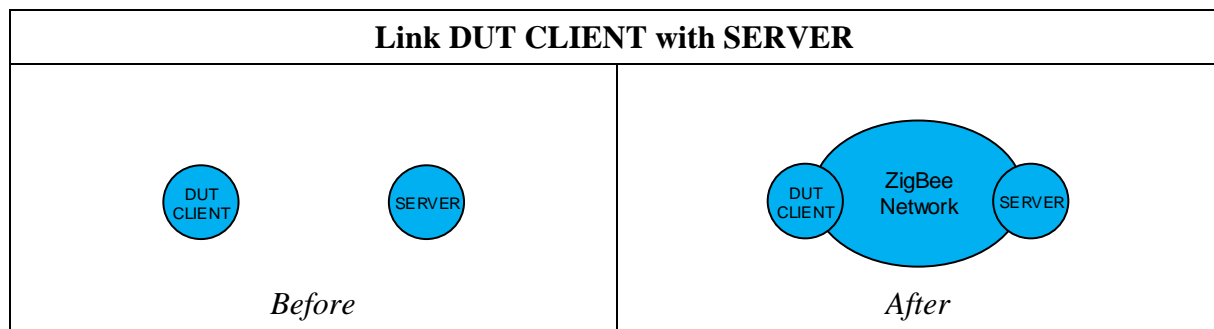 Link DUT CLIENT with SERVER
DUT
CLIENT
SERVER
Before
DUT
CLIENT
ZigBee
Network
SERVER
After